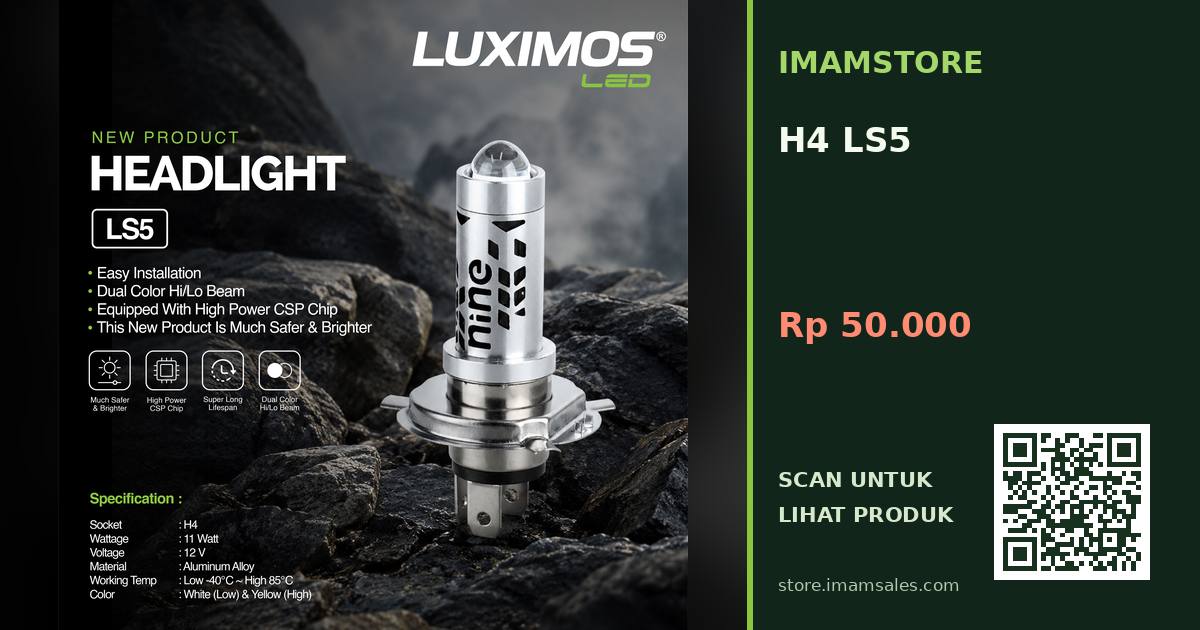 LUXIMOS®
LED
NEW PRODUCT
HEADLIGHT
LS5
• Easy Installation
• Dual Color Hi/Lo Beam
• Equipped With High Power CSP Chip
• This New Product Is Much Safer & Brighter
Much Safer
& Brighter
High Power
CSP Chip
Super Long
Lifespan
Dual Color
Hi/Lo Beam
nine
Specification :
Socket : H4
Wattage : 11 Watt
Voltage : 12 V
Material : Aluminum Alloy
Working Temp : Low -40°C ~ High 85°C
Color : White (Low) & Yellow (High)
IMAMSTORE
H4 LS5
Rp 50.000
SCAN UNTUK
LIHAT PRODUK
store.imamsales.com